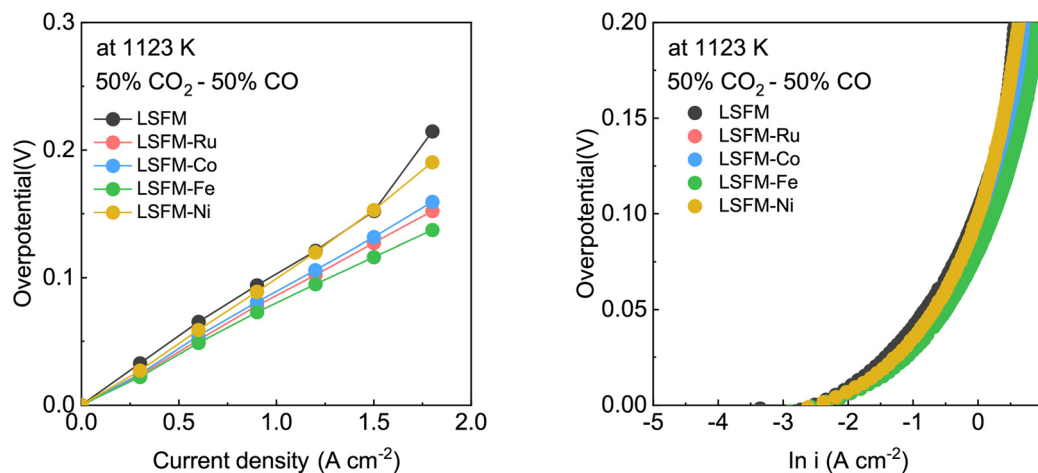 0.3
0.2
0.1
0.0
Overpotential(V)
at 1123 K
50% CO₂ - 50% CO
LSFM
LSFM-Ru
LSFM-Co
LSFM-Fe
LSFM-Ni
0.0 0.5 1.0 1.5 2.0
Current density (A cm⁻²)
0.20
0.15
0.10
0.05
0.00
Overpotential(V)
at 1123 K
50% CO₂ - 50% CO
LSFM
LSFM-Ru
LSFM-Co
LSFM-Fe
LSFM-Ni
-5 -4 -3 -2 -1 0
ln i (A cm⁻²)